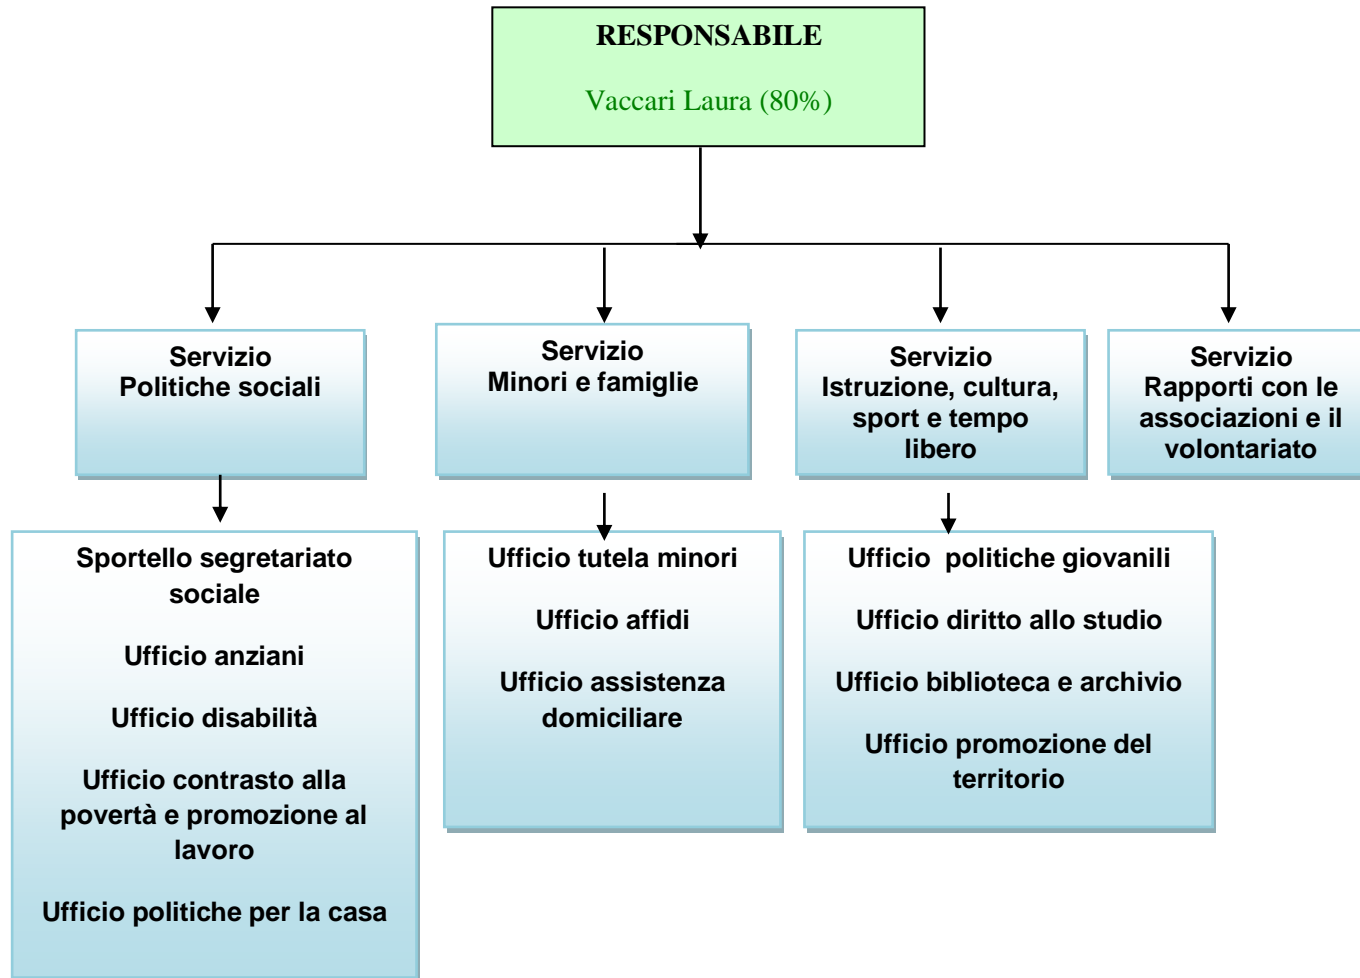 RESPONSABILE
Vaccari Laura (80%)
Servizio
Politiche sociali
Servizio
Minori e famiglie
Servizio
Istruzione, cultura,
sport e tempo
libero
Servizio
Rapporti con le
associazioni e il
volontariato
Sportello segretariato
sociale
Ufficio anziani
Ufficio disabilità
Ufficio contrasto alla
povertà e promozione al
lavoro
Ufficio politiche per la casa
Ufficio tutela minori
Ufficio affidi
Ufficio assistenza
domiciliare
Ufficio  politiche giovanili
Ufficio diritto allo studio
Ufficio biblioteca e archivio
Ufficio promozione del
territorio